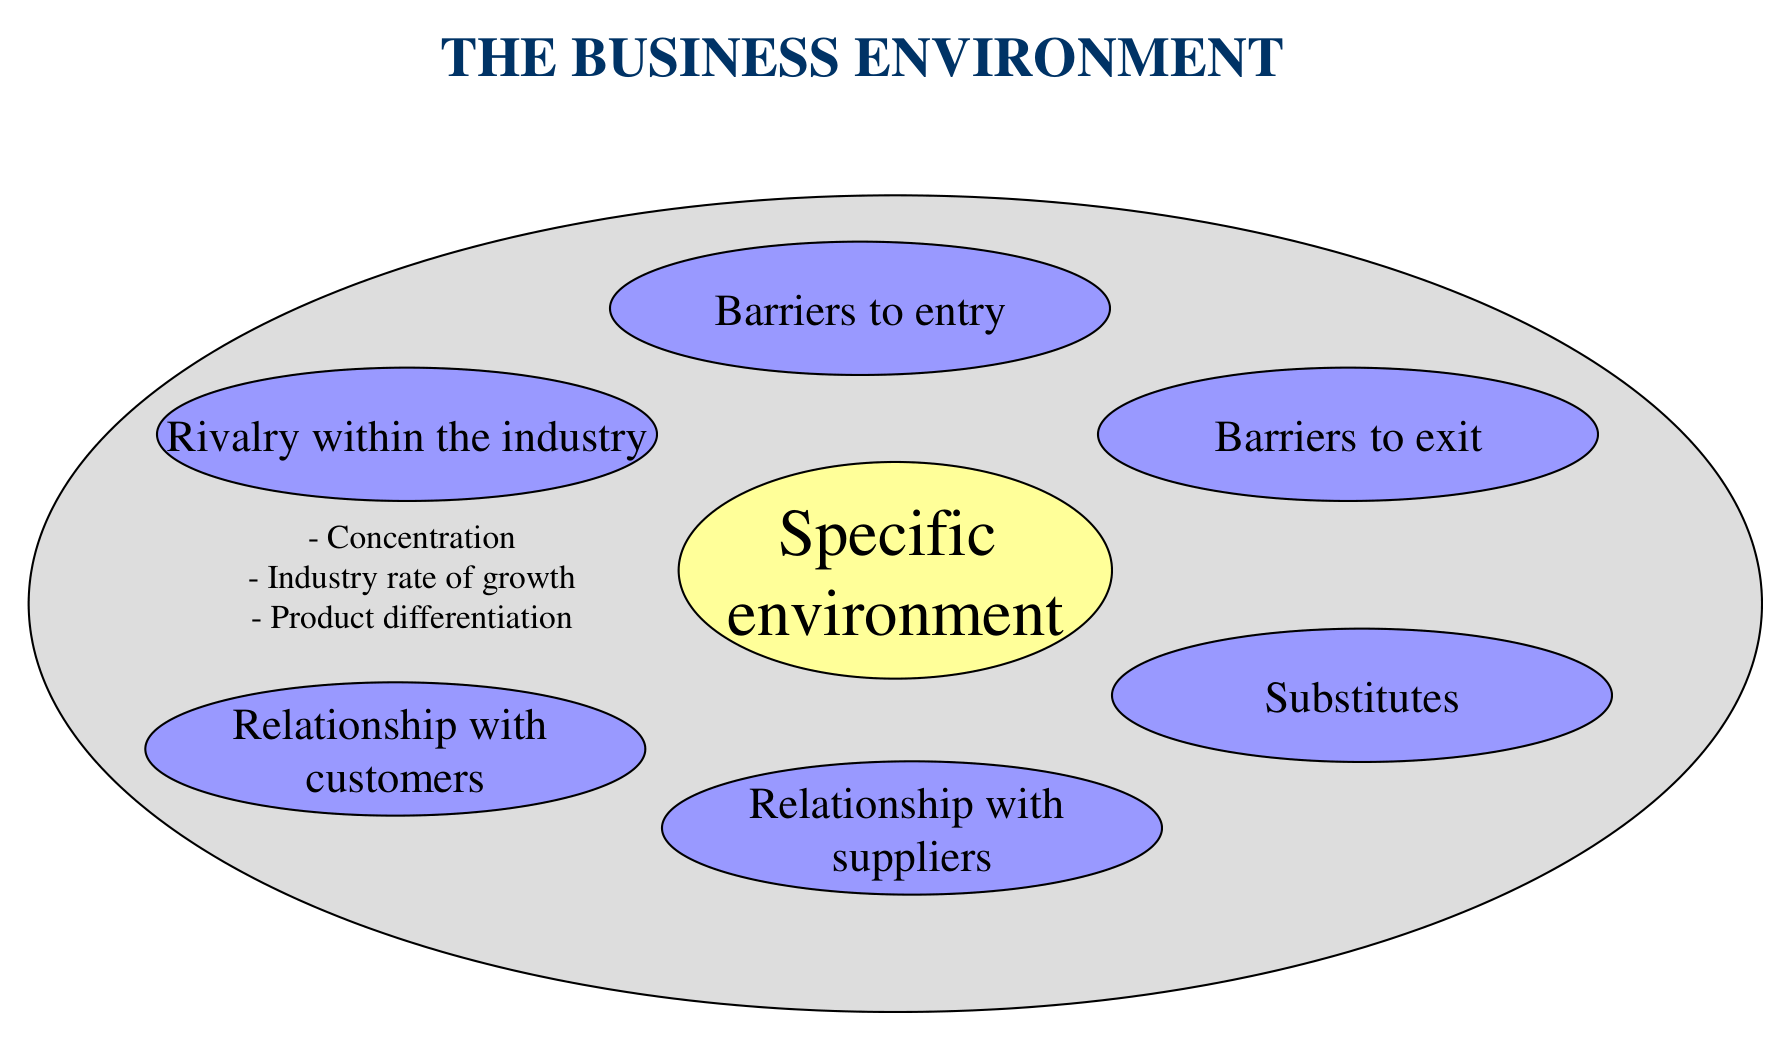 THE BUSINESS ENVIRONMENT
Barriers to entry
Rivalry within the industry
Barriers to exit
- Concentration
- Industry rate of growth
- Product differentiation
Specific
environment
Substitutes
Relationship with
customers
Relationship with
suppliers